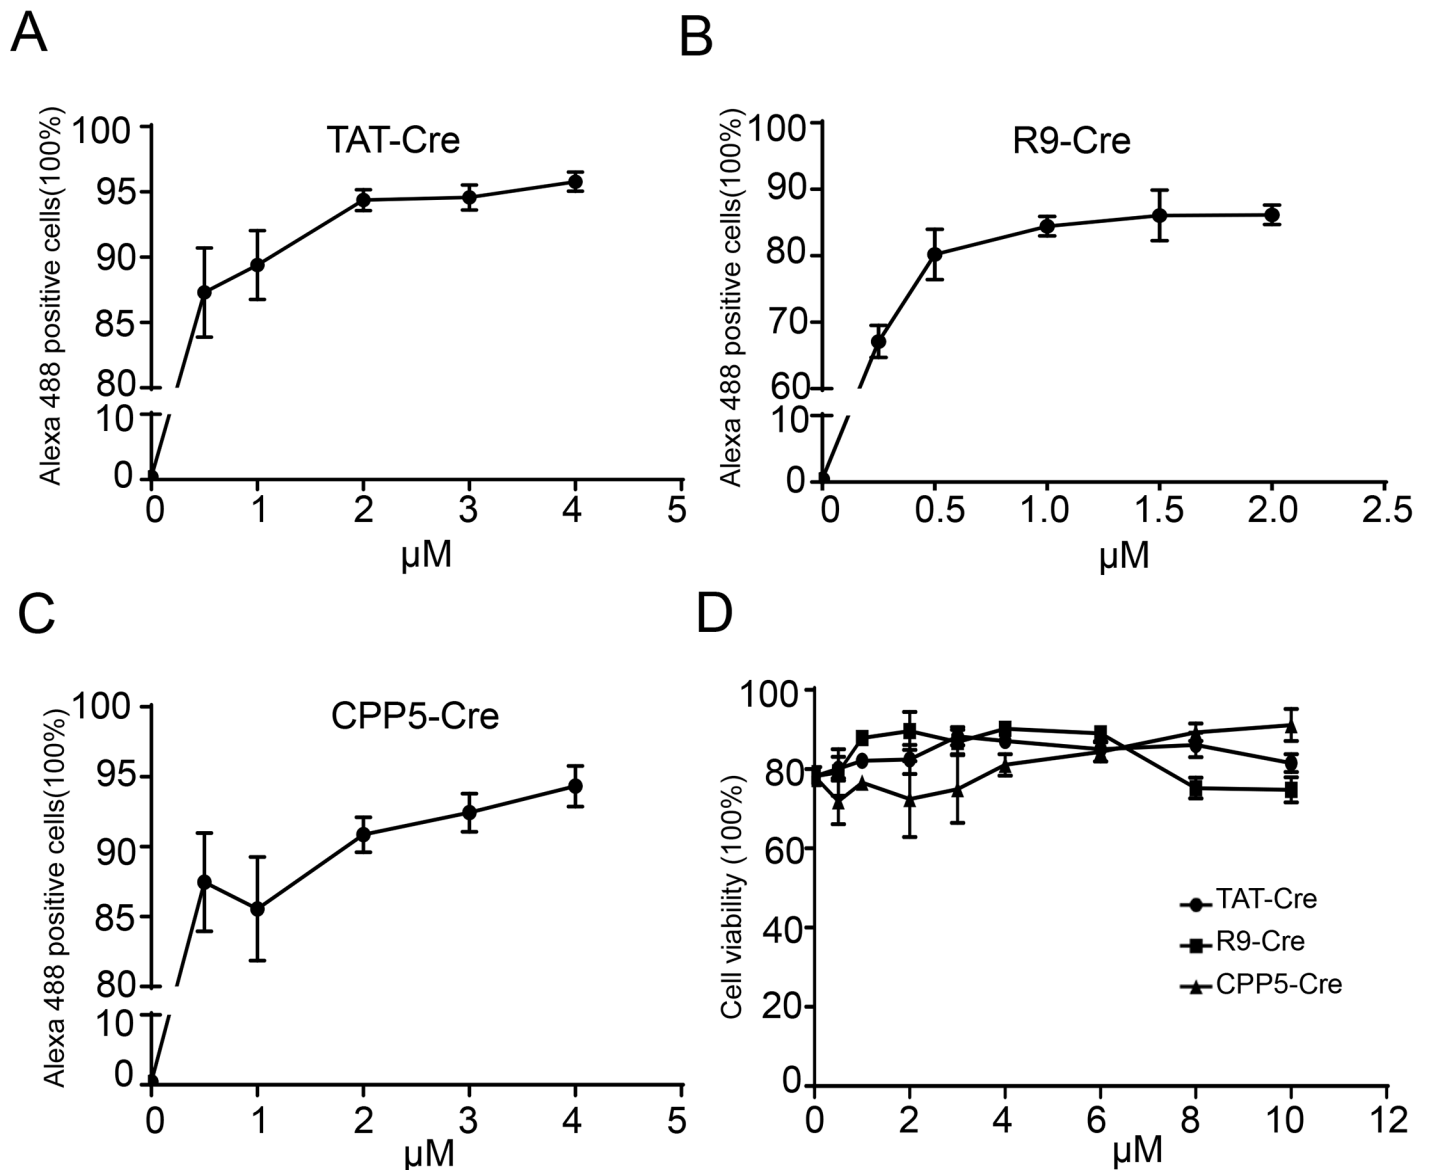 A
TAT-Cre
Alexa 488 positive cells(100%)
100
95
90
85
80
10
0
0 1 2 3 4 5
µM
B
R9-Cre
Alexa 488 positive cells(100%)
100
90
80
70
60
10
0
0 0.5 1.0 1.5 2.0 2.5
µM
C
CPP5-Cre
Alexa 488 positive cells(100%)
100
95
90
85
80
10
0
0 1 2 3 4 5
µM
D
Cell viability (100%)
100
80
60
40
20
0
TAT-Cre
R9-Cre
CPP5-Cre
0 2 4 6 8 10 12
µM